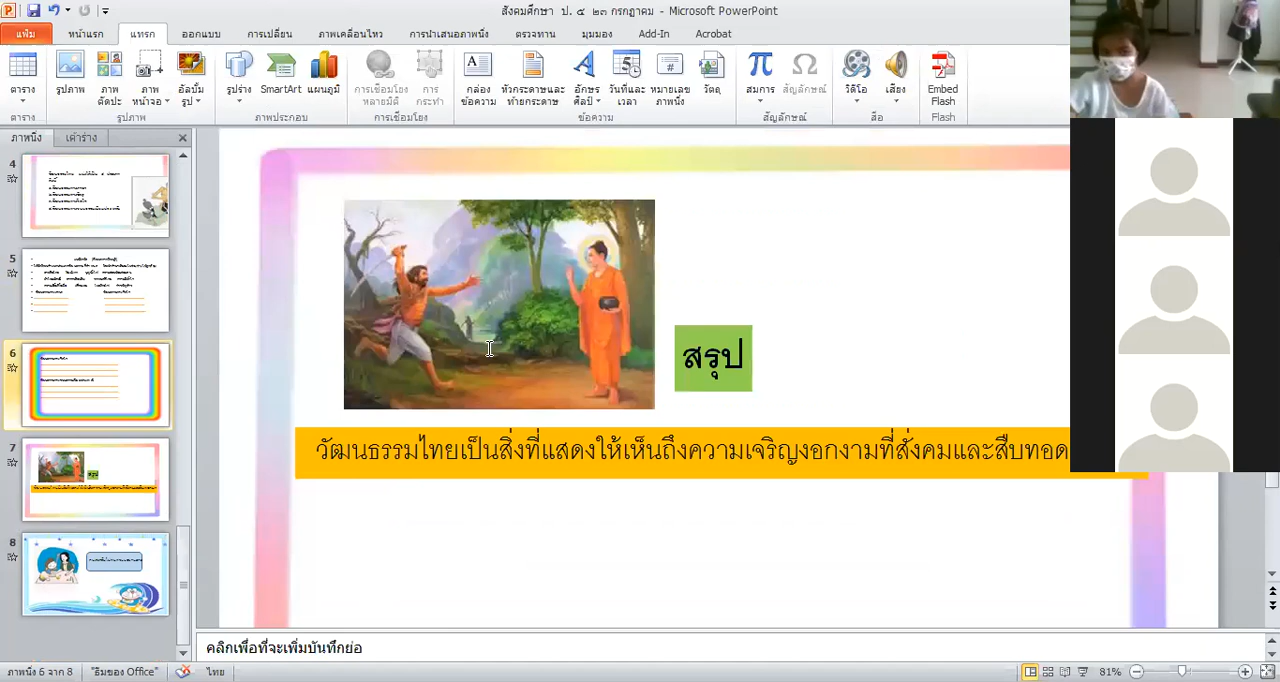 สังคมศึกษา ป. ๕ ๒๓ กรกฎาคม - Microsoft PowerPoint
แฟ้ม หน้าแรก แทรก ออกแบบ การเปลี่ยน ภาพเคลื่อนไหว การนำเสนอภาพนิ่ง ตรวจทาน มุมมอง Add-In Acrobat
ตาราง
รูปภาพ
ภาพตัดปะ
ภาพหน้าจอ
อัลบั้มรูป
รูปร่าง
SmartArt
แผนภูมิ
การเชื่อมโยงหลายมิติ
การกระทำ
กล่องข้อความ
หัวกระดาษและท้ายกระดาษ
อักษรศิลป์
วันที่และเวลา
หมายเลขภาพนิ่ง
วัตถุ
สมการ
สัญลักษณ์
วิดีโอ
เสียง
Embed Flash
ตาราง รูปภาพ ภาพประกอบ การเชื่อมโยง ข้อความ สัญลักษณ์ สื่อ Flash
ภาพนิ่ง เค้าร่าง
4
5
6
7
8
สรุป
วัฒนธรรมไทยเป็นสิ่งที่แสดงให้เห็นถึงความเจริญงอกงามที่สังคมและสืบทอด
คลิกเพื่อที่จะเพิ่มบันทึกย่อ
ภาพนิ่ง 6 จาก 8 "ธีมของ Office" ไทย 81%